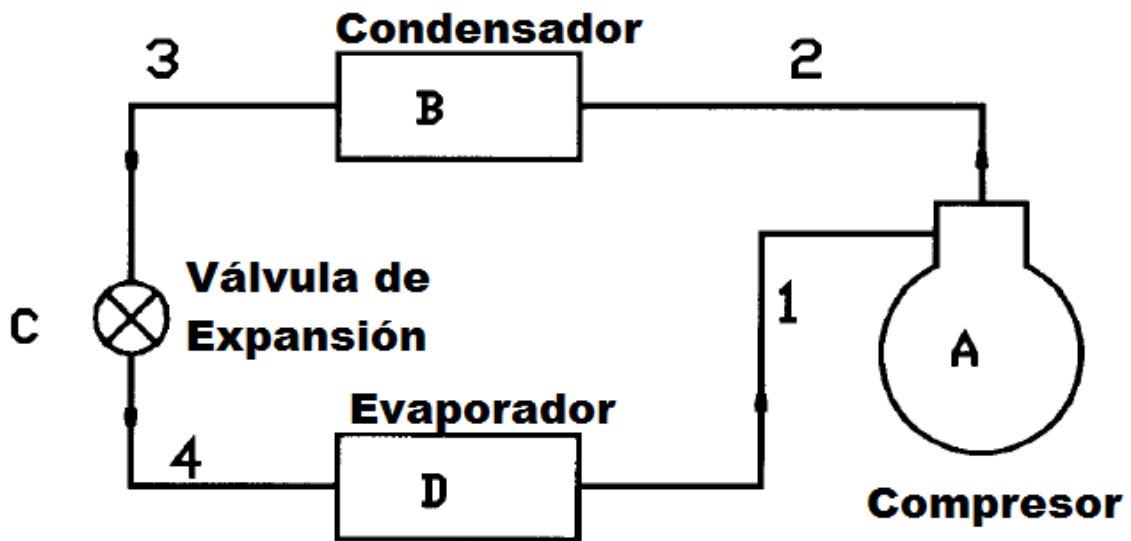 Condensador
3
2
B
Válvula de
Expansión
C
1
A
Evaporador
4
D
Compresor